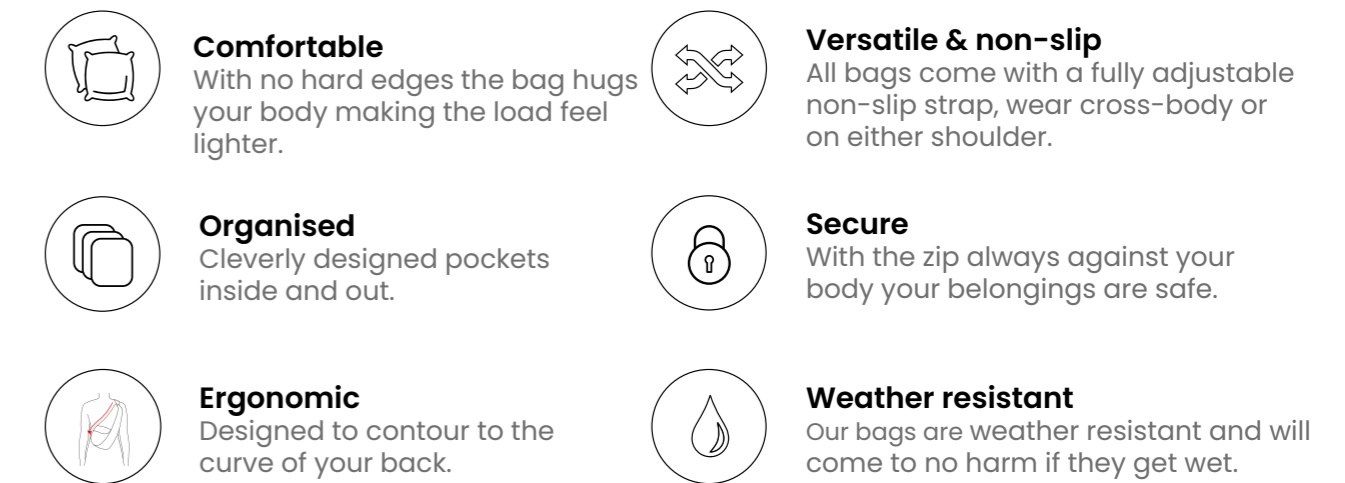 Comfortable
With no hard edges the bag hugs
your body making the load feel
lighter.
Versatile & non-slip
All bags come with a fully adjustable
non-slip strap, wear cross-body or
on either shoulder.
Organised
Cleverly designed pockets
inside and out.
Secure
With the zip always against your
body your belongings are safe.
Ergonomic
Designed to contour to the
curve of your back.
Weather resistant
Our bags are weather resistant and will
come to no harm if they get wet.